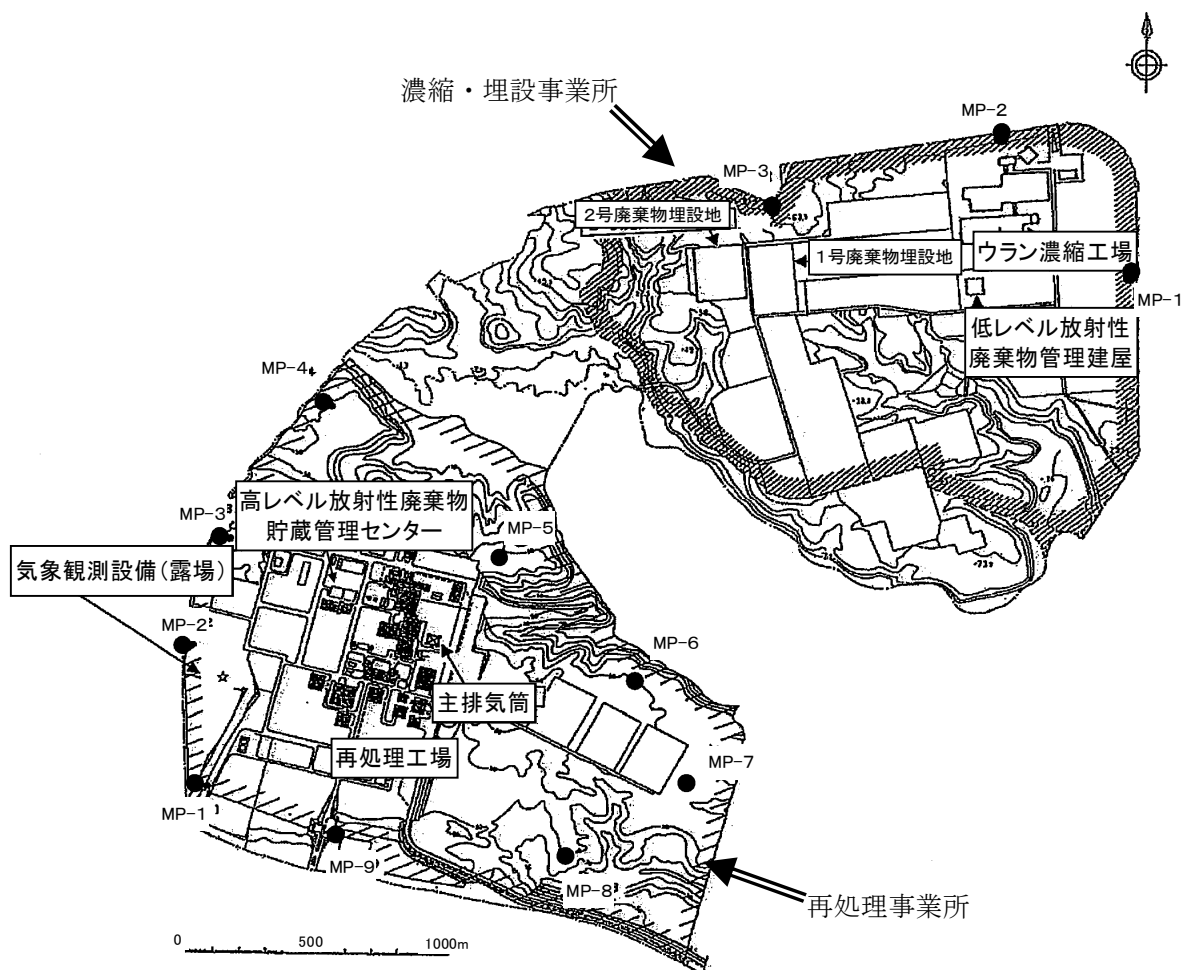 濃縮・埋設事業所
MP-2
MP-3
2号廃棄物埋設地
1号廃棄物埋設地
ウラン濃縮工場
MP-1
低レベル放射性
廃棄物管理建屋
MP-4
高レベル放射性廃棄物
貯蔵管理センター
MP-3
MP-5
気象観測設備(露場)
MP-2
MP-6
主排気筒
再処理工場
MP-7
MP-1
MP-9
MP-8
再処理事業所
0 500 1000m